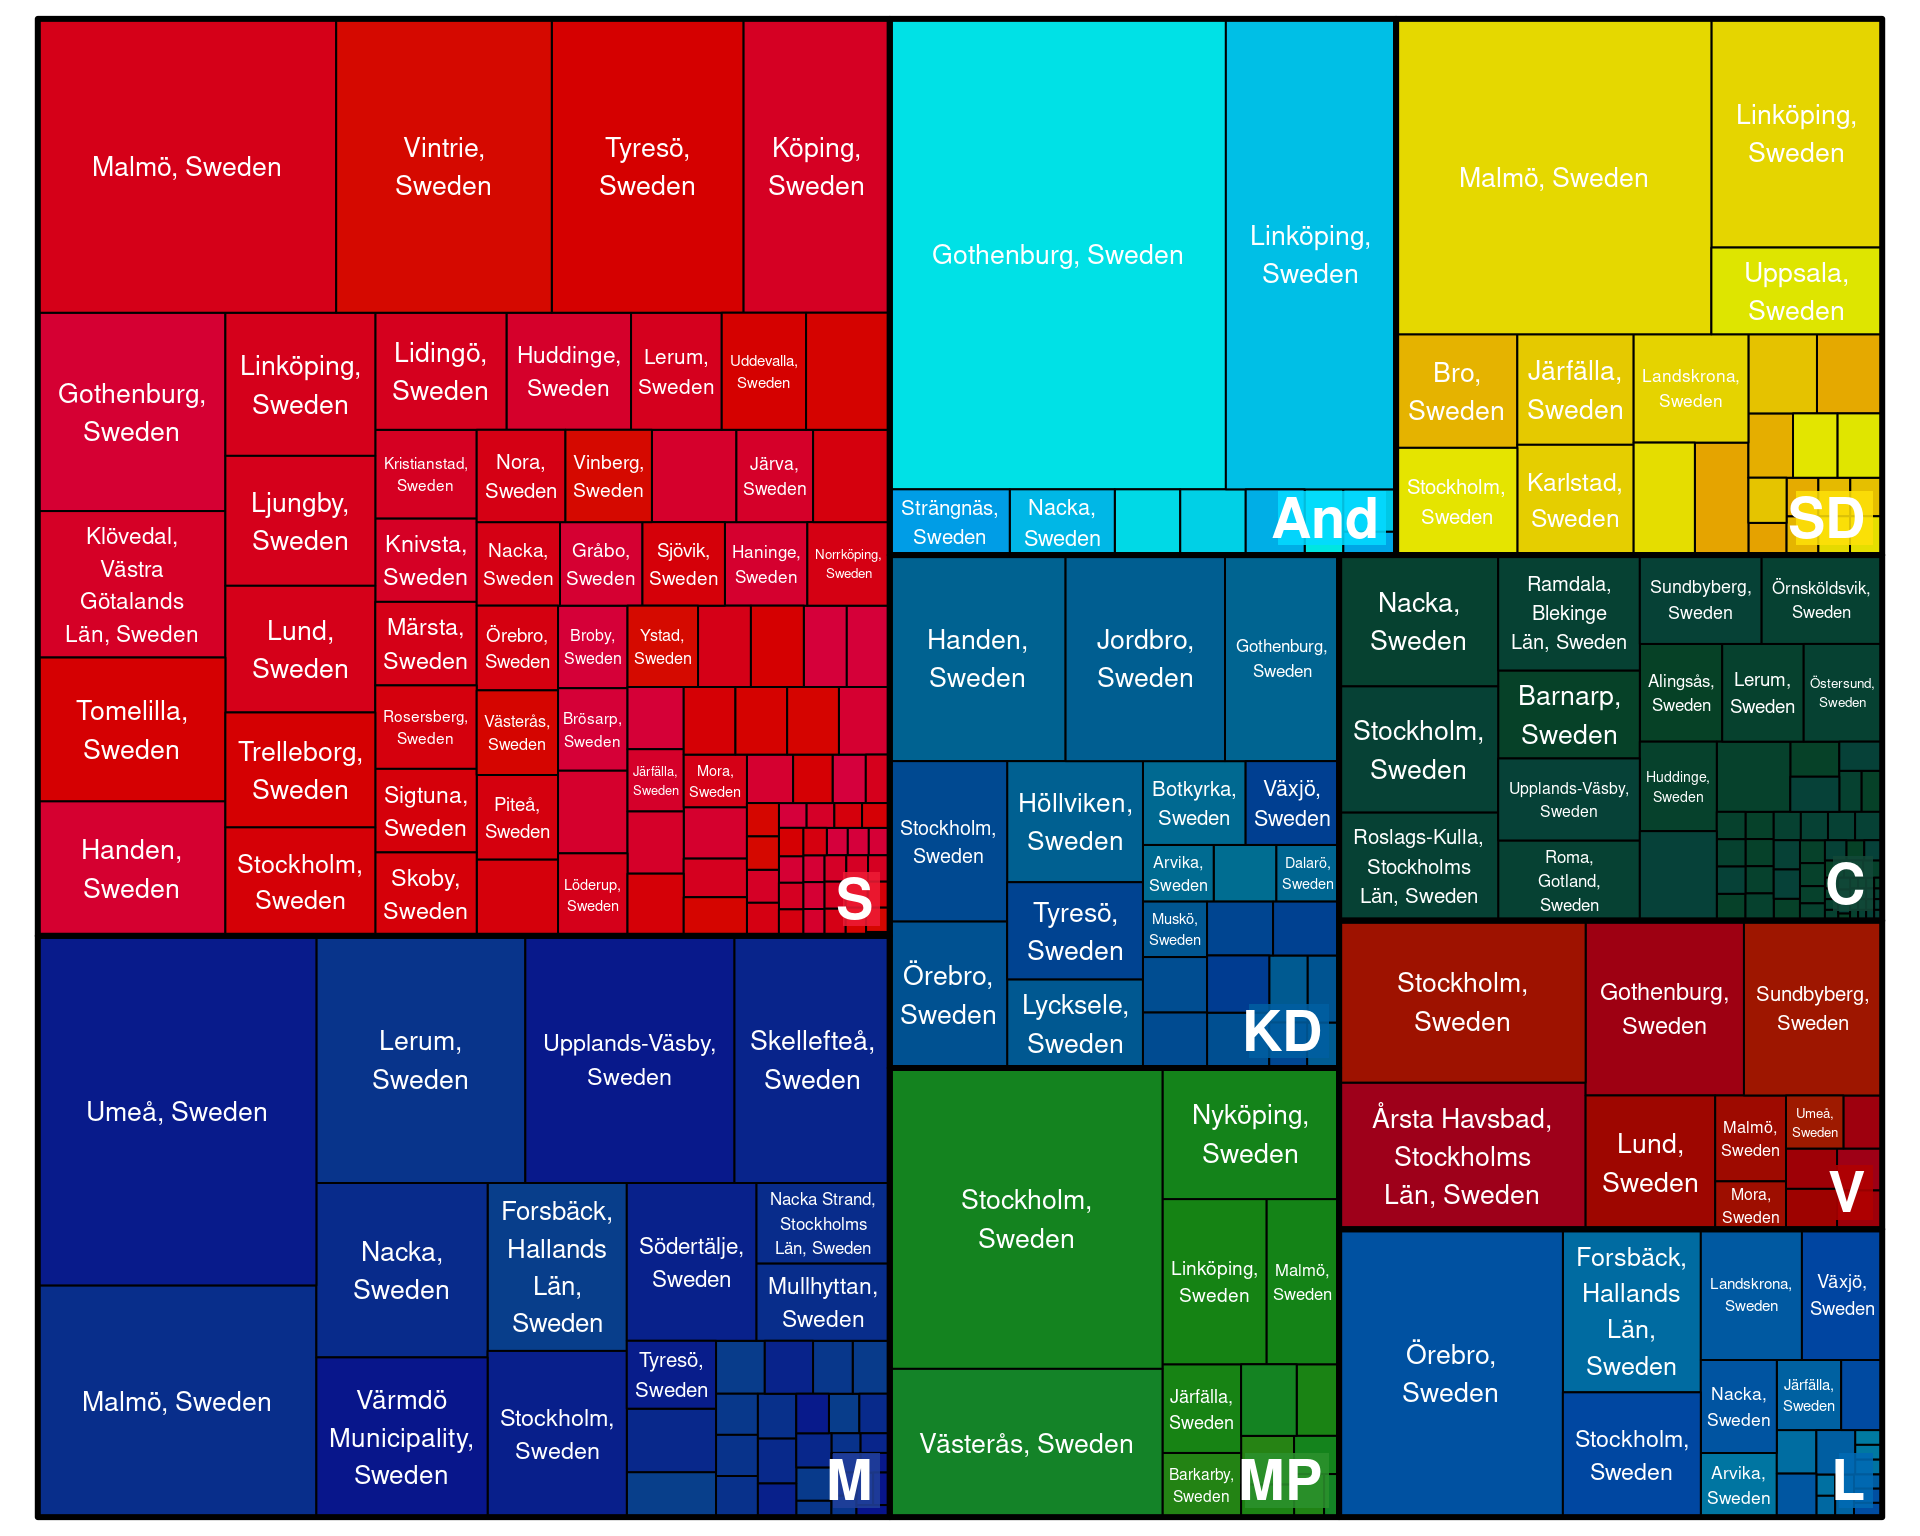 Malmö, Sweden
Vintrie,
Sweden
Tyresö,
Sweden
Köping,
Sweden
Gothenburg,
Sweden
Linköping,
Sweden
Lidingö,
Sweden
Huddinge,
Sweden
Lerum,
Sweden
Uddevalla,
Sweden
Kristianstad,
Sweden
Nora,
Sweden
Vinberg,
Sweden
Järva,
Sweden
Ljungby,
Sweden
Klövedal,
Västra
Götalands
Län, Sweden
Knivsta,
Sweden
Nacka,
Sweden
Gråbo,
Sweden
Sjövik,
Sweden
Haninge,
Sweden
Norrköping,
Sweden
Lund,
Sweden
Märsta,
Sweden
Örebro,
Sweden
Broby,
Sweden
Ystad,
Sweden
Tomelilla,
Sweden
Trelleborg,
Sweden
Rosersberg,
Sweden
Västerås,
Sweden
Brösarp,
Sweden
Järfälla,
Sweden
Mora,
Sweden
Sigtuna,
Sweden
Piteå,
Sweden
Handen,
Sweden
Stockholm,
Sweden
Skoby,
Sweden
Löderup,
Sweden
S
Gothenburg, Sweden
Linköping,
Sweden
Strängnäs,
Sweden
Nacka,
Sweden
And
Malmö, Sweden
Linköping,
Sweden
Uppsala,
Sweden
Bro,
Sweden
Järfälla,
Sweden
Landskrona,
Sweden
Stockholm,
Sweden
Karlstad,
Sweden
SD
Handen,
Sweden
Jordbro,
Sweden
Gothenburg,
Sweden
Stockholm,
Sweden
Höllviken,
Sweden
Botkyrka,
Sweden
Växjö,
Sweden
Arvika,
Sweden
Dalarö,
Sweden
Tyresö,
Sweden
Muskö,
Sweden
Örebro,
Sweden
Lycksele,
Sweden
KD
Nacka,
Sweden
Ramdala,
Blekinge
Län, Sweden
Sundbyberg,
Sweden
Örnsköldsvik,
Sweden
Alingsås,
Sweden
Lerum,
Sweden
Östersund,
Sweden
Stockholm,
Sweden
Barnarp,
Sweden
Upplands-Väsby,
Sweden
Huddinge,
Sweden
Roslags-Kulla,
Stockholms
Län, Sweden
Roma,
Gotland,
Sweden
C
Umeå, Sweden
Lerum,
Sweden
Upplands-Väsby,
Sweden
Skellefteå,
Sweden
Nacka,
Sweden
Forsbäck,
Hallands
Län,
Sweden
Södertälje,
Sweden
Nacka Strand,
Stockholms
Län, Sweden
Mullhyttan,
Sweden
Malmö, Sweden
Värmdö
Municipality,
Sweden
Stockholm,
Sweden
Tyresö,
Sweden
M
Stockholm,
Sweden
Nyköping,
Sweden
Linköping,
Sweden
Malmö,
Sweden
Västerås, Sweden
Järfälla,
Sweden
Barkarby,
Sweden
MP
Stockholm,
Sweden
Gothenburg,
Sweden
Sundbyberg,
Sweden
Årsta Havsbad,
Stockholms
Län, Sweden
Lund,
Sweden
Malmö,
Sweden
Umeå,
Sweden
Mora,
Sweden
V
Örebro,
Sweden
Forsbäck,
Hallands
Län,
Sweden
Landskrona,
Sweden
Växjö,
Sweden
Stockholm,
Sweden
Nacka,
Sweden
Järfälla,
Sweden
Arvika,
Sweden
L